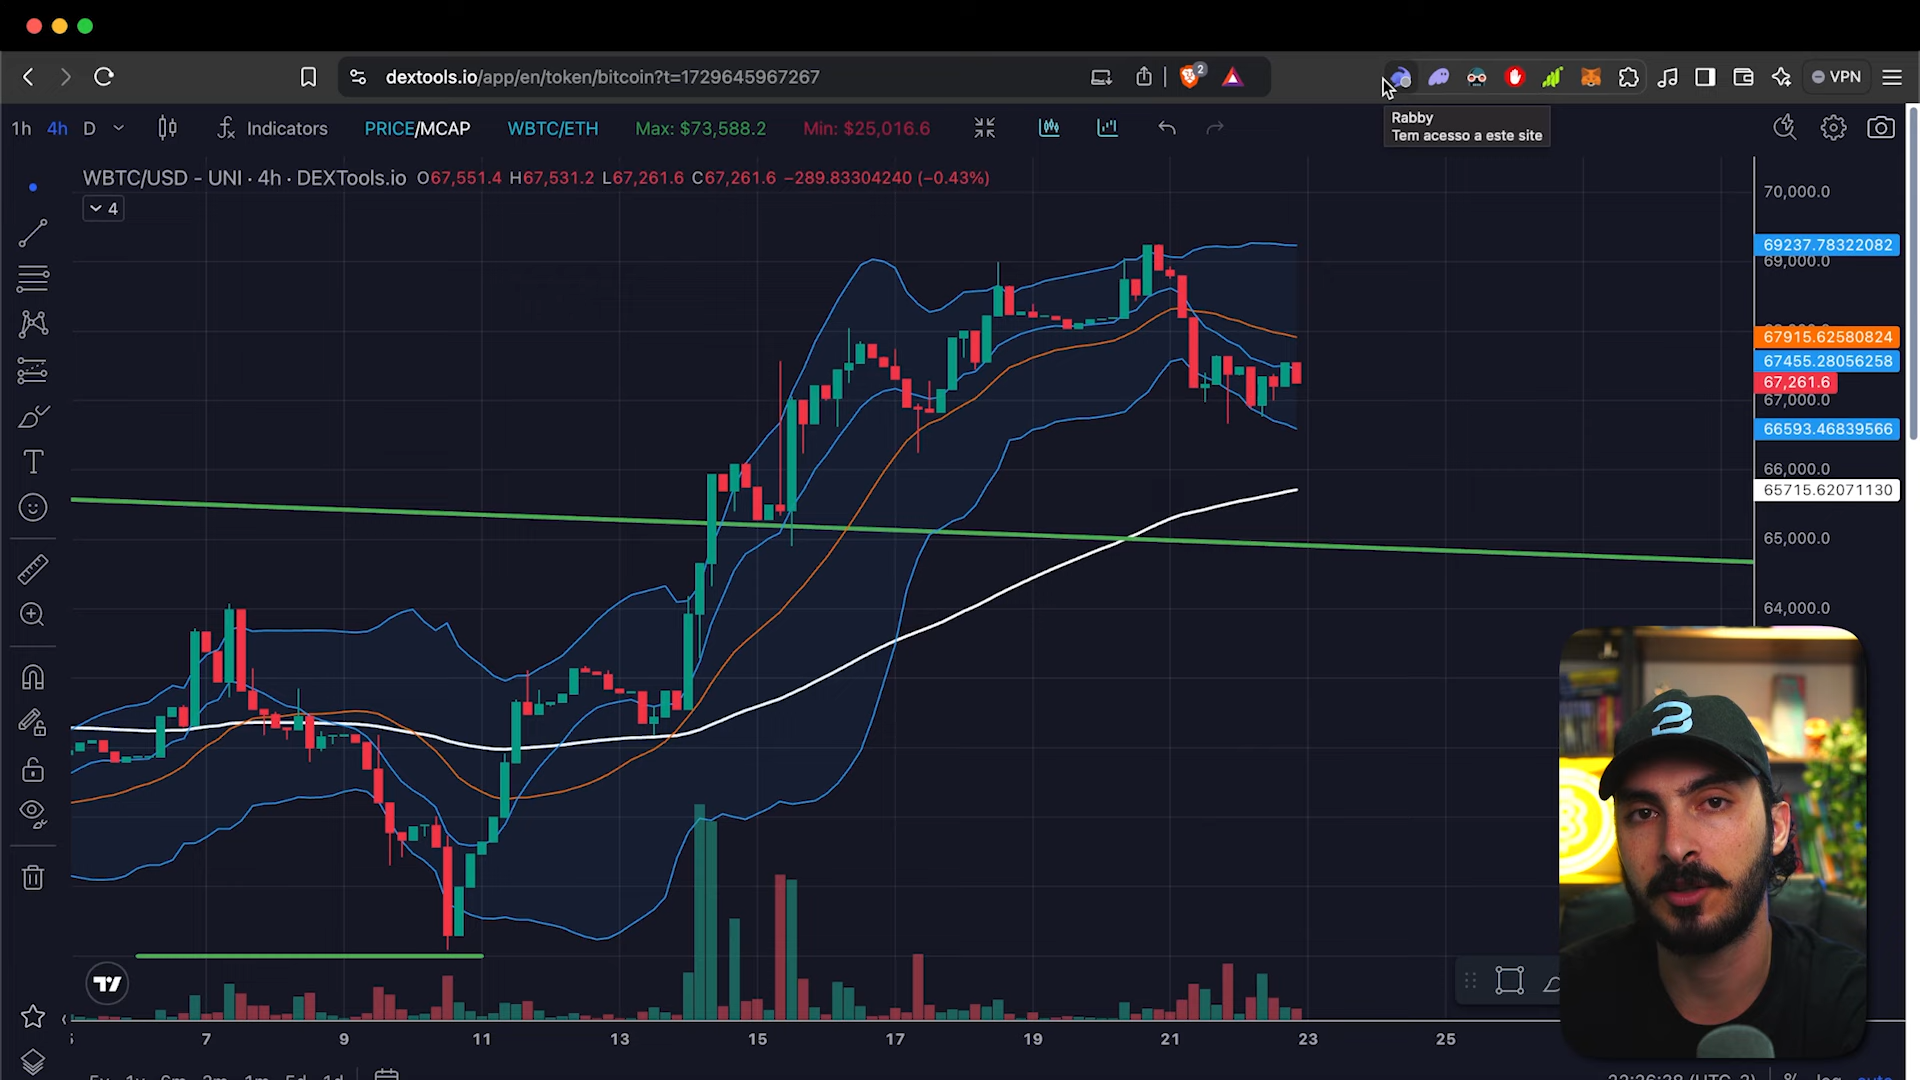 2
dextools.io/app/en/token/bitcoin?t=1729645967267
VPN
Rabby
Tem acesso a este site
1h 4h D Indicators PRICE/MCAP WBTC/ETH Max: $73,588.2 Min: $25,016.6
WBTC/USD - UNI · 4h · DEXTools.io O67,551.4 H67,531.2 L67,261.6 C67,261.6 −289.83304240 (−0.43%)
4
70,000.0
69237.78322082
69,000.0
67915.62580824
67455.28056258
67,261.6
67,000.0
66593.46839566
66,000.0
65715.62071130
65,000.0
64,000.0
7 9 11 13 15 17 19 21 23 25